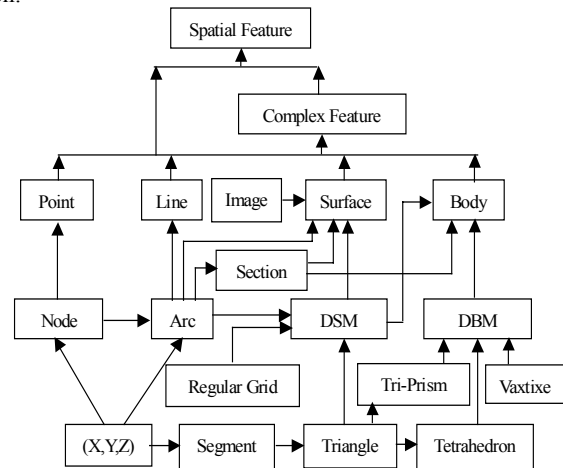 Spatial Feature
Complex Feature
Point
Line
Image
Surface
Body
Section
Node
Arc
DSM
DBM
Regular Grid
Tri-Prism
Vaxtixe
(X,Y,Z)
Segment
Triangle
Tetrahedron